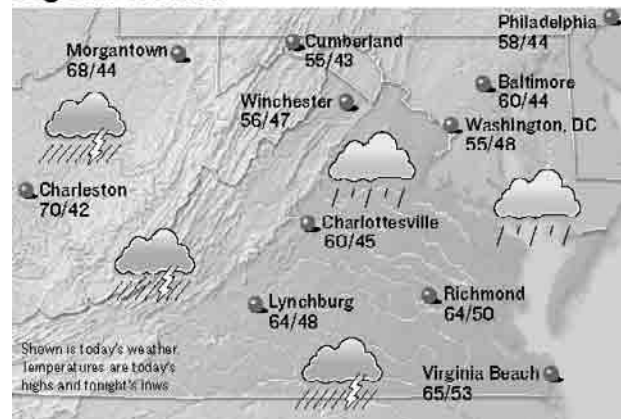 Philadelphia
58/44
Cumberland
55/43
Morgantown
68/44
Baltimore
60/44
Winchester
56/47
Washington, DC
55/48
Charleston
70/42
Charlottesville
60/45
Lynchburg
64/48
Richmond
64/50
Shown is today's weather.
Temperatures are today's
highs and tonight's lows
Virginia Beach
65/53